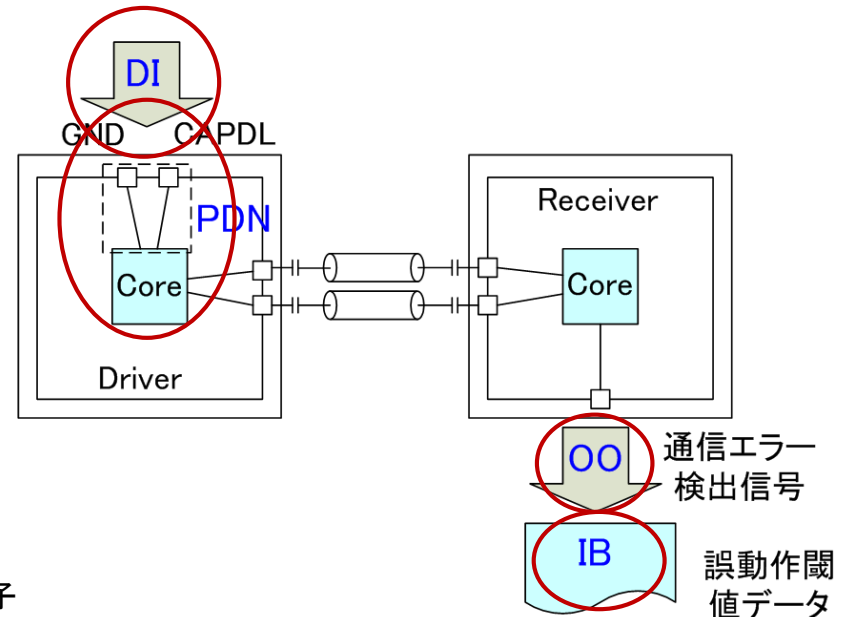 DI
GND CAPDL
PDN
Core
Driver
Receiver
Core
OO
通信エラー
検出信号
IB
誤動作閾
値データ
子